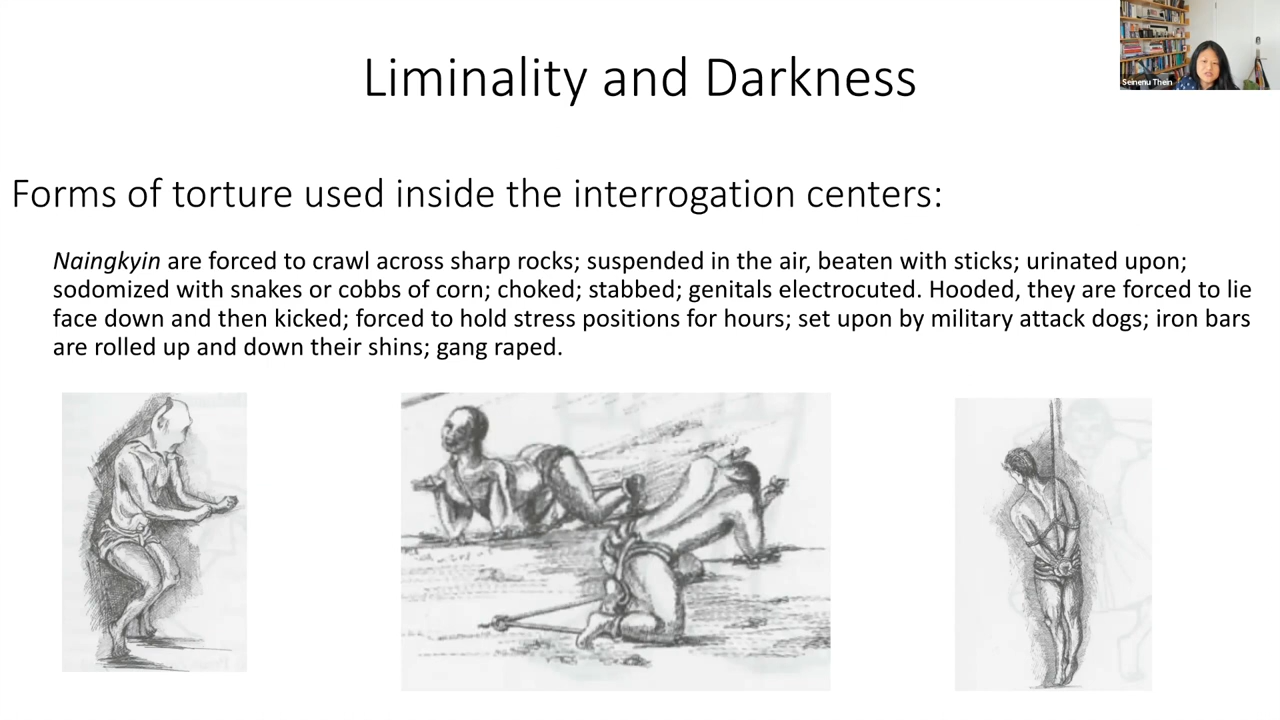 Liminality and Darkness
Seinenu Thein
Forms of torture used inside the interrogation centers:
Naingkyin are forced to crawl across sharp rocks; suspended in the air, beaten with sticks; urinated upon;
sodomized with snakes or cobbs of corn; choked; stabbed; genitals electrocuted. Hooded, they are forced to lie
face down and then kicked; forced to hold stress positions for hours; set upon by military attack dogs; iron bars
are rolled up and down their shins; gang raped.